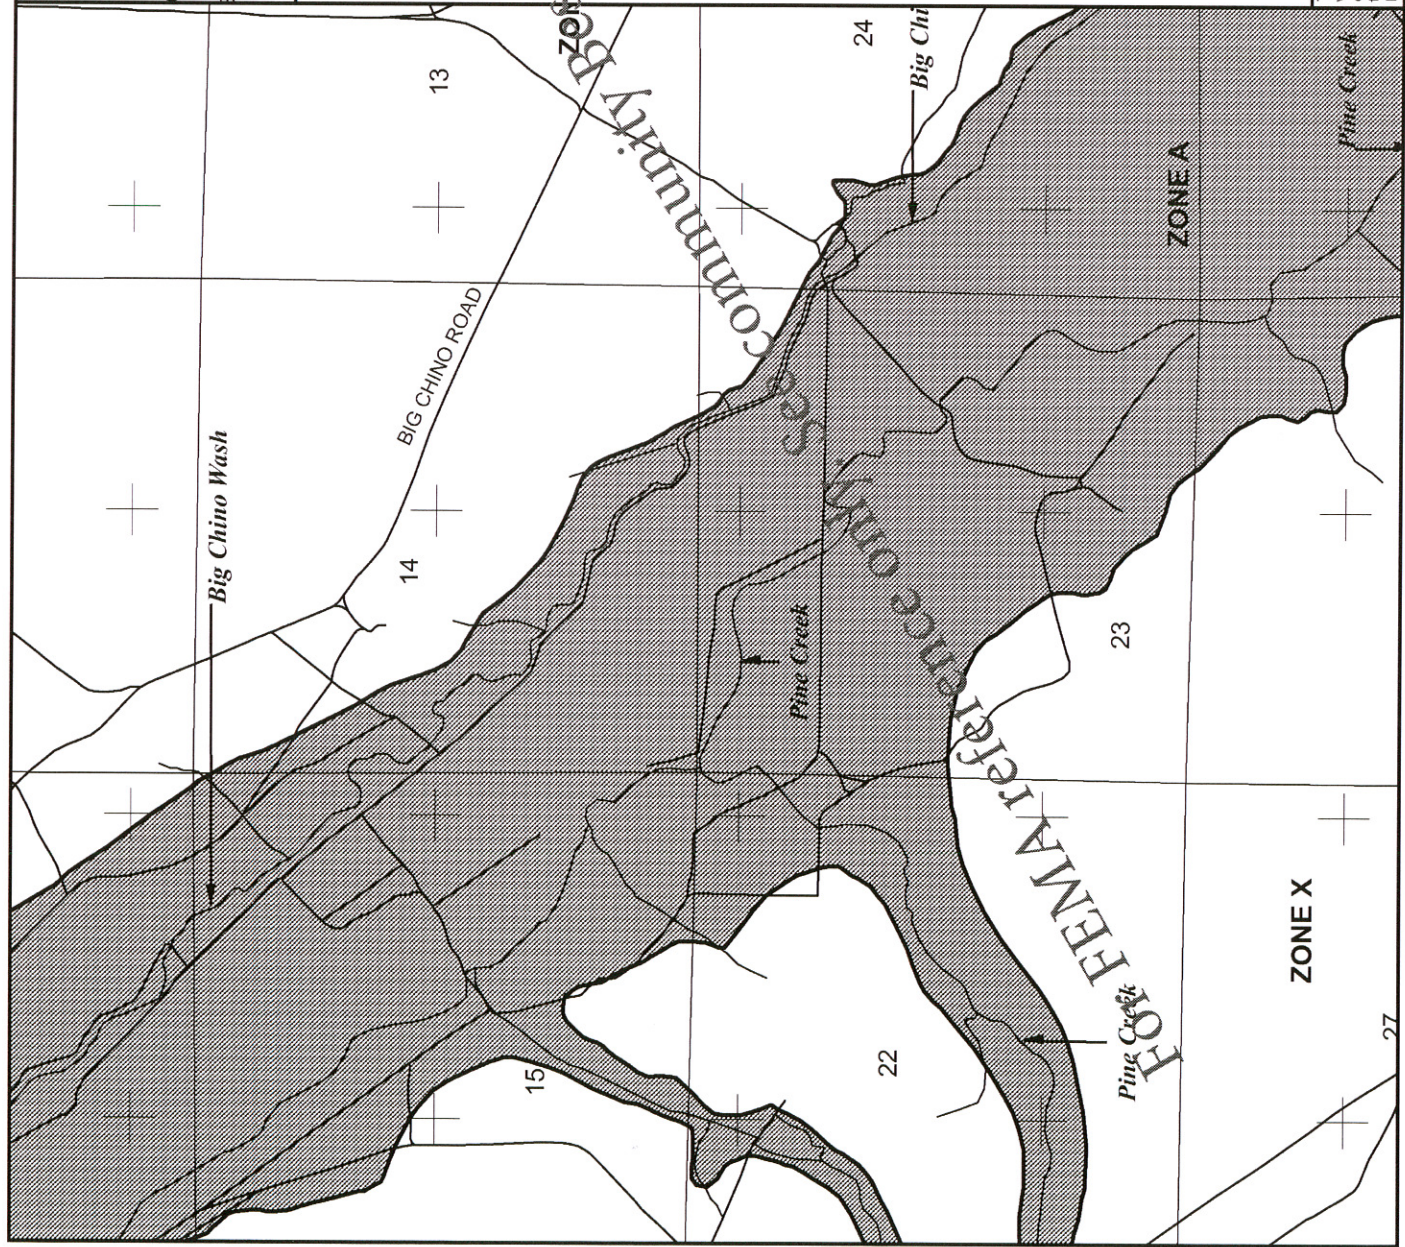 13
24
Big Chi
Pine Creek
ZONE A
BIG CHINO ROAD
Big Chino Wash
14
Pine Creek
23
ZONE X
Pine Creek
15
22
27
For FEMA reference only. See community